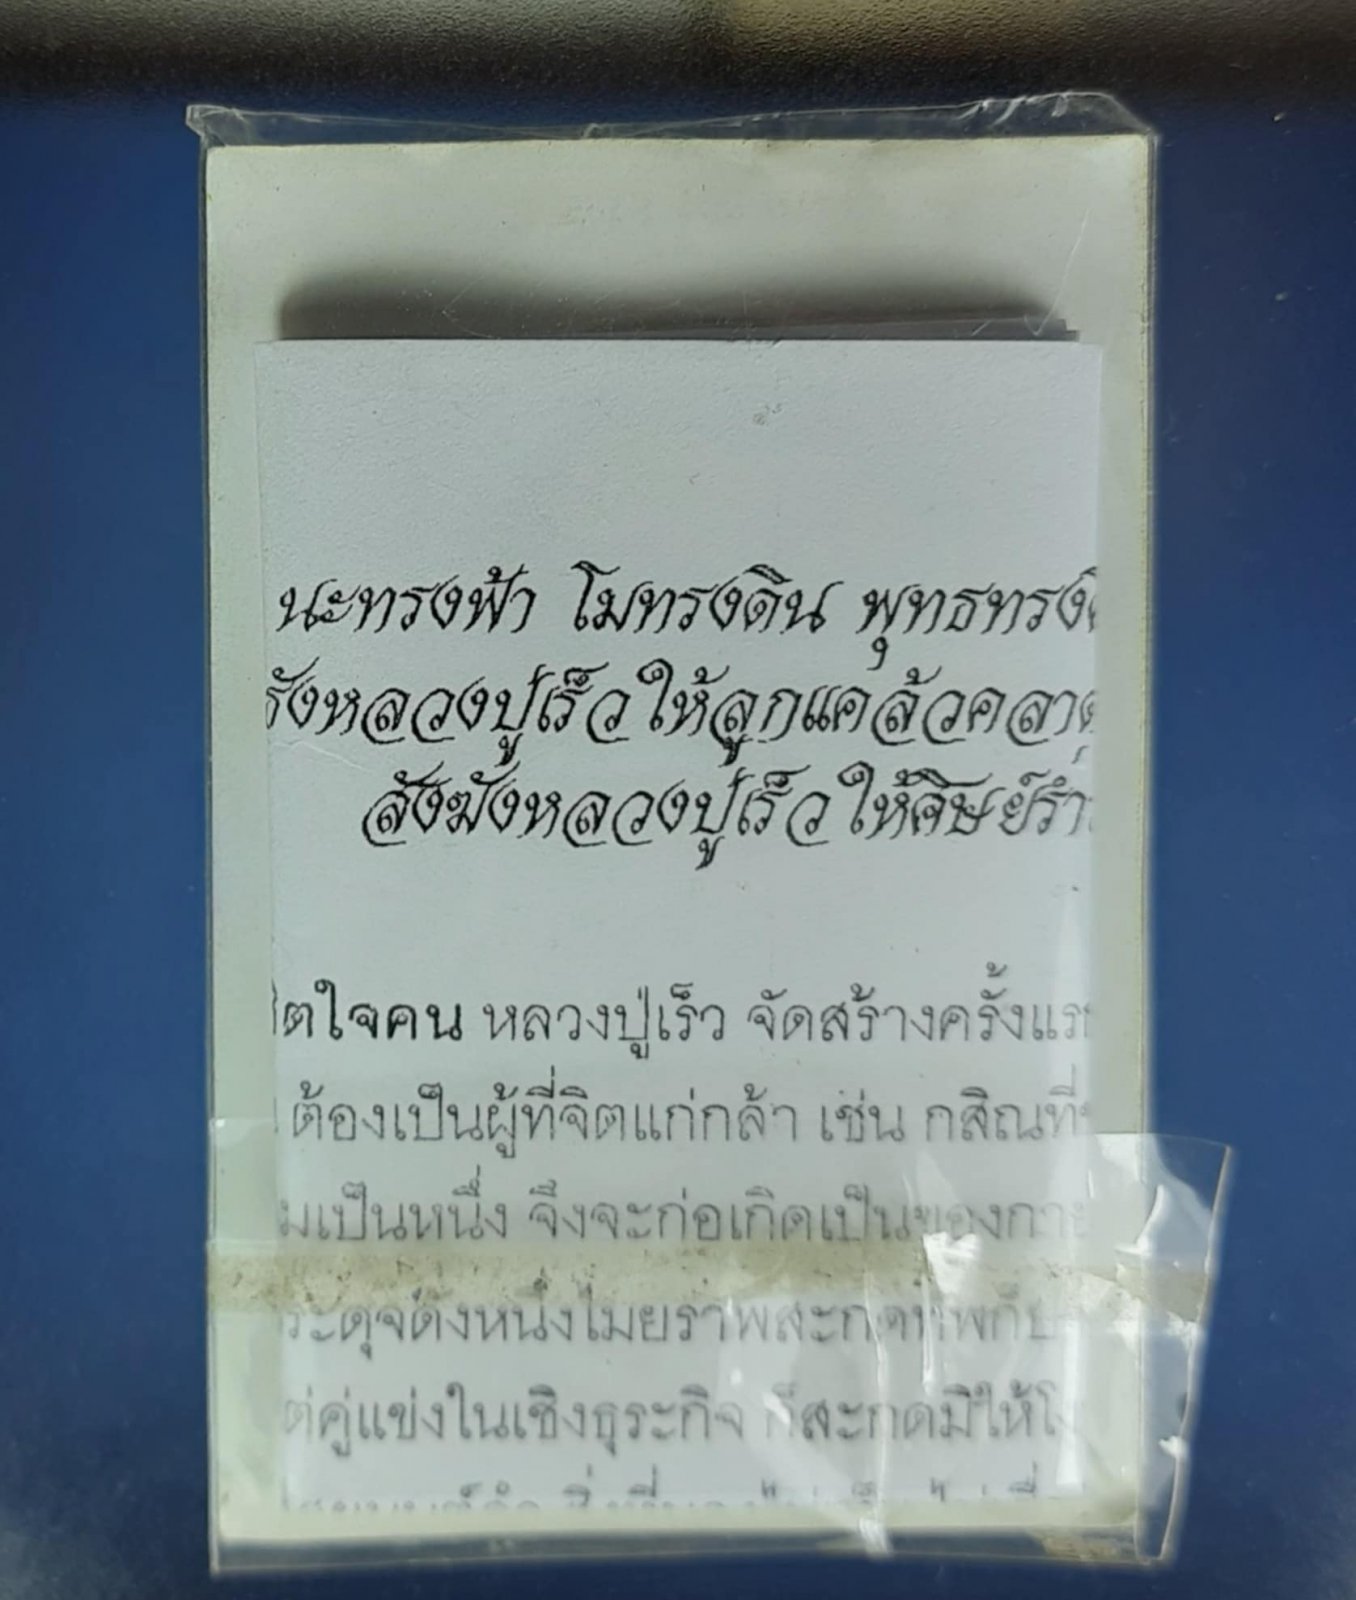 นะทรงฟ้า โมทรงดิน พุทธทรง
รังหลวงปู่เร็วให้ลูกแคล้วคลาด
สังฆังหลวงปู่เร็วให้ศิษย์ร่ำ
ตใจคน หลวงปู่เร็ว จัดสร้างครั้งแร
ต้องเป็นผู้ที่จิตแก่กล้า เช่น กสิณที่
มเป็นหนึ่ง จึงจะก่อเกิดเป็นของกาย
ระดุจดั่งหนึ่งไมยราพสะกดทัพ
ต่คู่แข่งในเชิงธุระกิจ ก็สะกดมิให้